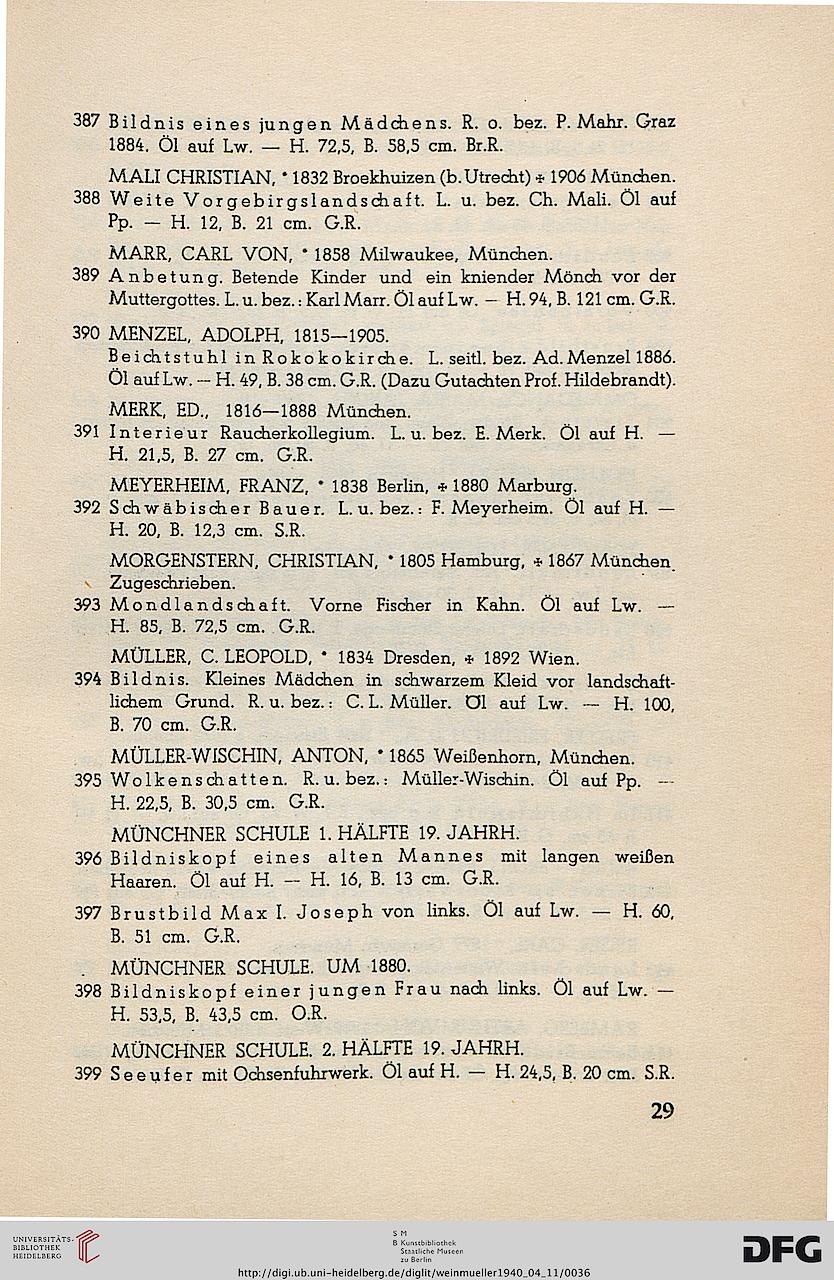 387 Bildnis eines jungen Mädchens. R. o. bez. P. Mahr. Graz
1884. Öl auf Lw. — H. 72,5, B. 58,5 cm. Br.R.
MALI CHRISTIAN, * 1832 Broekhuizen (b. Utrecht) + 1906 München.
388 Weite Vorgebirgslandschaft. L. u. bez. Ch. Mali. Öl auf
Pp. — H. 12, B. 21 cm. G.R.
MARR, CARL VON, * 1858 Milwaukee, München.
389 Anbetung. Betende Kinder und ein kniender Mönch vor der
Muttergottes. L. u. bez.: Karl Marr. Öl auf Lw. — H. 94, B. 121 cm. G.R.
390 MENZEL, ADOLPH, 1815—1905.
Beichtstuhl in Rokokokirche. L. seitl. bez. Ad. Menzel 1886.
Öl auf Lw. — H. 49, B. 38 cm. G.R. (Dazu Gutachten Prof. Hildebrandt).
MERK, ED., 1816—1888 München.
391 Interieur Raucherkollegium. L. u. bez. E. Merk. Öl auf H. —
H. 21,5, B. 27 cm. G.R.
MEYERHEIM, FRANZ, * 1838 Berlin, + 1880 Marburg.
392 Schwäbischer Bauer. L. u. bez.: F. Meyerheim. Öl auf H. —
H. 20, B. 12,3 cm. S.R.
MORGENSTERN, CHRISTIAN, * 1805 Hamburg, + 1867 München.
Zugeschrieben.
393 Mondlandschaft. Vorne Fischer in Kahn. Öl auf Lw. —
H. 85, B. 72,5 cm. G.R.
MÜLLER, C. LEOPOLD, * 1834 Dresden, + 1892 Wien.
394 Bildnis. Kleines Mädchen in schwarzem Kleid vor landschaft-
lichem Grund. R. u. bez.: C. L. Müller. Öl auf Lw. — H. 100,
B. 70 cm. G.R.
MÜLLER-WISCHIN, ANTON, * 1865 Weißenhorn, München.
395 Wolkenschatten. R. u. bez.: Müller-Wischin. Öl auf Pp. —
H. 22,5, B. 30,5 cm. G.R.
MÜNCHNER SCHULE 1. HÄLFTE 19. JAHRH.
396 Bildniskopf eines alten Mannes mit langen weißen
Haaren. Öl auf H. — H. 16, B. 13 cm. G.R.
397 Brustbild Max I. Joseph von links. Öl auf Lw. — H. 60,
B. 51 cm. G.R.
MÜNCHNER SCHULE. UM 1880.
398 Bildniskopf einer jungen Frau nach links. Öl auf Lw. —
H. 53,5, B. 43,5 cm. O.R.
MÜNCHNER SCHULE. 2. HÄLFTE 19. JAHRH.
399 Seeufer mit Ochsenfuhrwerk. Öl auf H. — H. 24,5, B. 20 cm. S.R.
29
UNIVERSITÄTS-
BIBLIOTHEK
HEIDELBERG
S M
B Kunstbibliothek
Staatliche Museen
zu Berlin
DFG
http://digi.ub.uni-heidelberg.de/diglit/weinmueller1940_04_11/0036